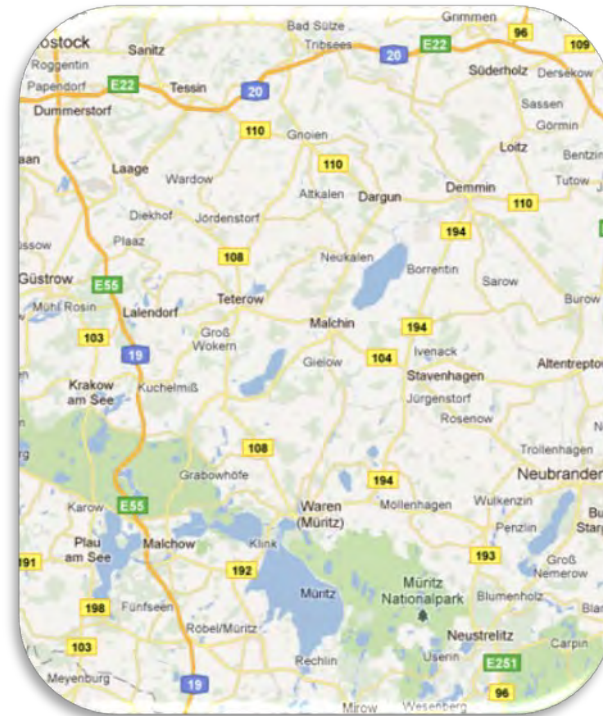 Grimmen
Bad Sülze
96
ostock
Sanitz
Tribsees
E22
109
20
Roggentin
Süderholz
Dersekow
Papendorf
E22
Tessin
20
Sassen
Dummerstorf
Görmin
110
Gnoien
Loitz
aan
Laage
Wardow
110
Bentzin
Altkalen
Dargun
Demmin
Tutow
110
Diekhof
Jördenstorf
194
Plaaz
108
Neukalen
Borrentin
Güstrow
E55
Sarow
Teterow
Burow
Mühl Rosin
Lalendorf
Malchin
194
103
Groß
Wokern
19
Gielow
104
Ivenack
Altentrepto
Krakow
am See
Kuchelmiß
Stavenhagen
Jürgenstorf
Rosenow
108
Trollenhagen
Grabowhöfe
194
Neubranden
Karow
E55
Waren
(Müritz)
Möllenhagen
Wulkenzin
Penzlin
Plau
am See
Malchow
Klink
193
191
192
Groß
Nemerow
Müritz
Müritz
Nationalpark
Blumenholz
198
Fünfseen
Röbel/Müritz
Neustrelitz
Carpin
103
Rechlin
Userin
E251
Meyenburg
19
96
Mirow
Wesenberg